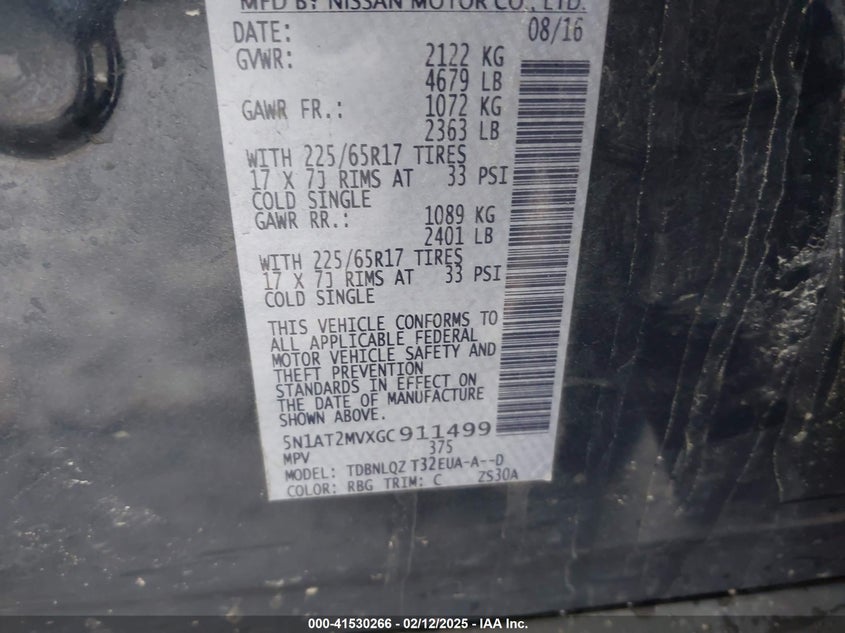 MFD BY NISSAN MOTOR CO., LTD.
DATE: 08/16
GVWR: 2122 KG
4679 LB
GAWR FR.: 1072 KG
2363 LB
WITH 225/65R17 TIRES
17 X 7J RIMS AT 33 PSI
COLD SINGLE
GAWR RR.: 1089 KG
2401 LB
WITH 225/65R17 TIRES
17 X 7J RIMS AT 33 PSI
COLD SINGLE
THIS VEHICLE CONFORMS TO
ALL APPLICABLE FEDERAL
MOTOR VEHICLE SAFETY AND
THEFT PREVENTION
STANDARDS IN EFFECT ON
THE DATE OF MANUFACTURE
SHOWN ABOVE.
5N1AT2MVXGC911499
MPV 375
MODEL: TDBNLQZ T32EUA-A--D
COLOR: RBG TRIM: C ZS30A
000-41530266 - 02/12/2025 - IAA Inc.